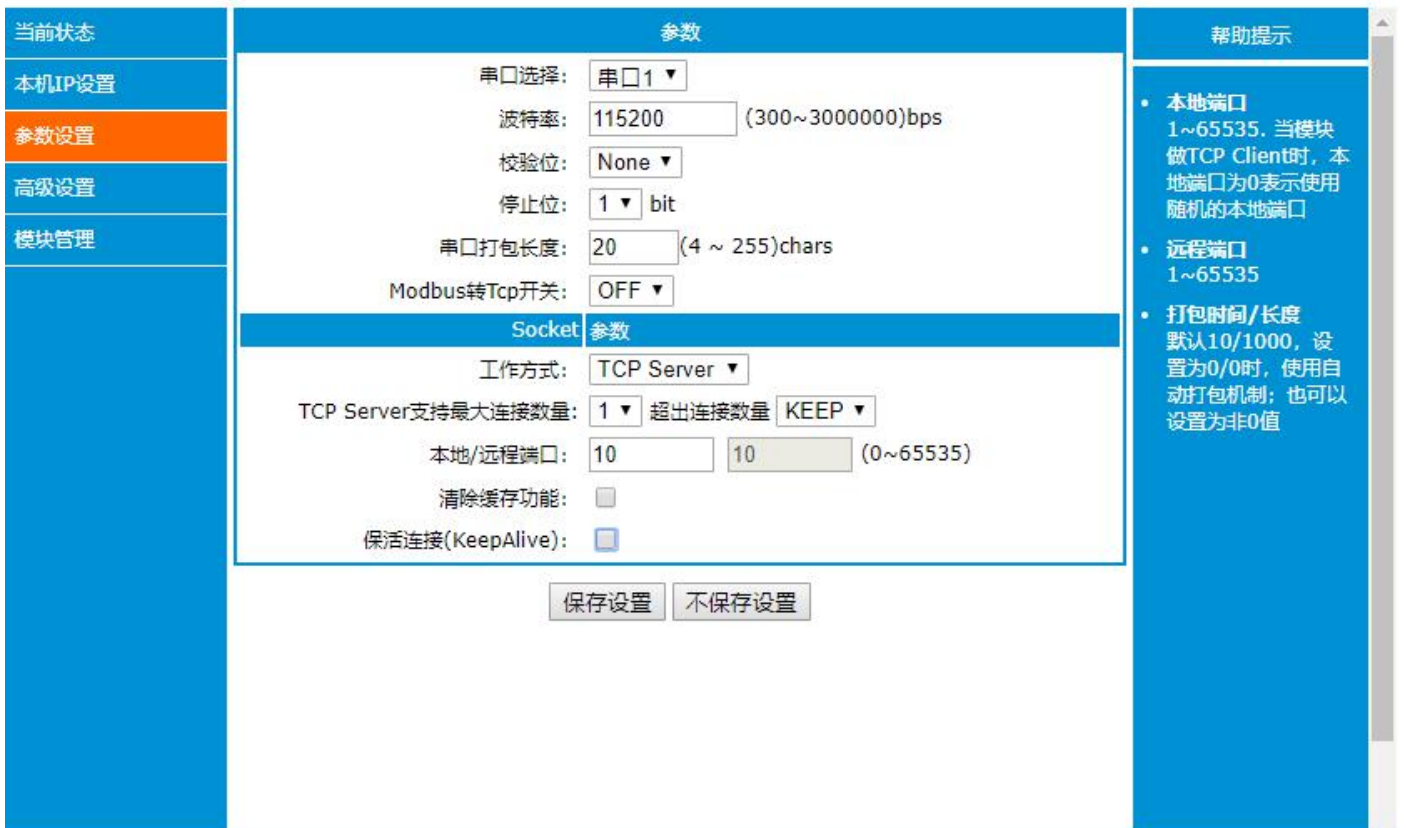 当前状态
本机IP设置
参数设置
高级设置
模块管理
参数
串口选择: 串口1
波特率: 115200 (300~3000000)bps
校验位: None
停止位: 1 bit
串口打包长度: 20 (4 ~ 255)chars
Modbus转Tcp开关: OFF
Socket 参数
工作方式: TCP Server
TCP Server支持最大连接数量: 1 超出连接数量 KEEP
本地/远程端口: 10 10 (0~65535)
清除缓存功能:
保活连接(KeepAlive):
保存设置 不保存设置
帮助提示
• 本地端口
1~65535. 当模块
做TCP Client时，本
地端口为0表示使用
随机的本地端口
• 远程端口
1~65535
• 打包时间/长度
默认10/1000，设
置为0/0时，使用自
动打包机制；也可以
设置为非0值